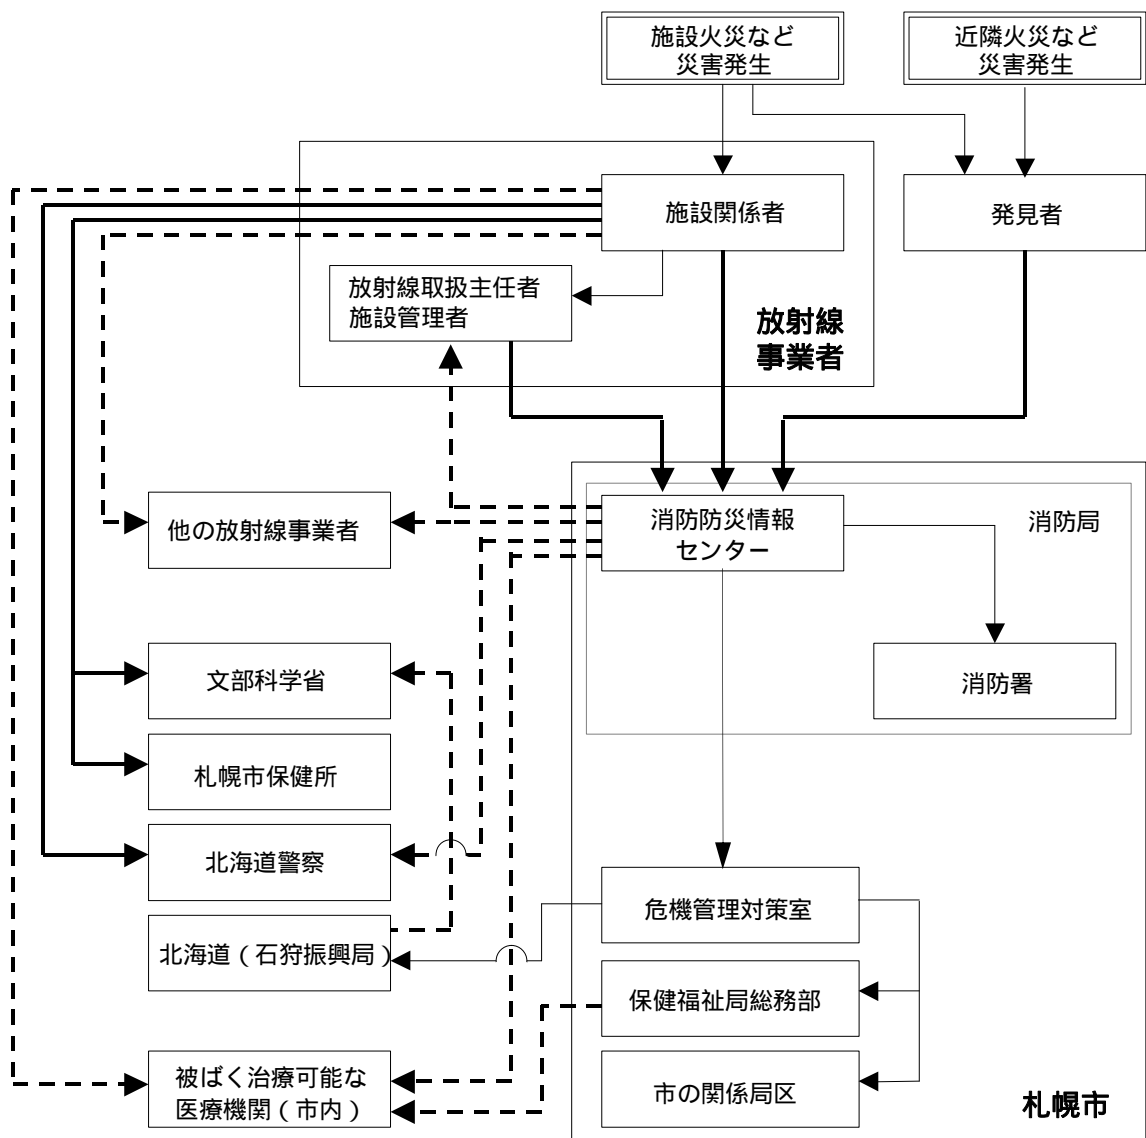 施設火災など
災害発生
近隣火災など
災害発生
施設関係者
発見者
放射線取扱主任者
施設管理者
放射線
事業者
他の放射線事業者
消防防災情報
センター
消防局
文部科学省
消防署
札幌市保健所
北海道警察
危機管理対策室
北海道（石狩振興局）
保健福祉局総務部
被ばく治療可能な
医療機関（市内）
市の関係局区
札幌市